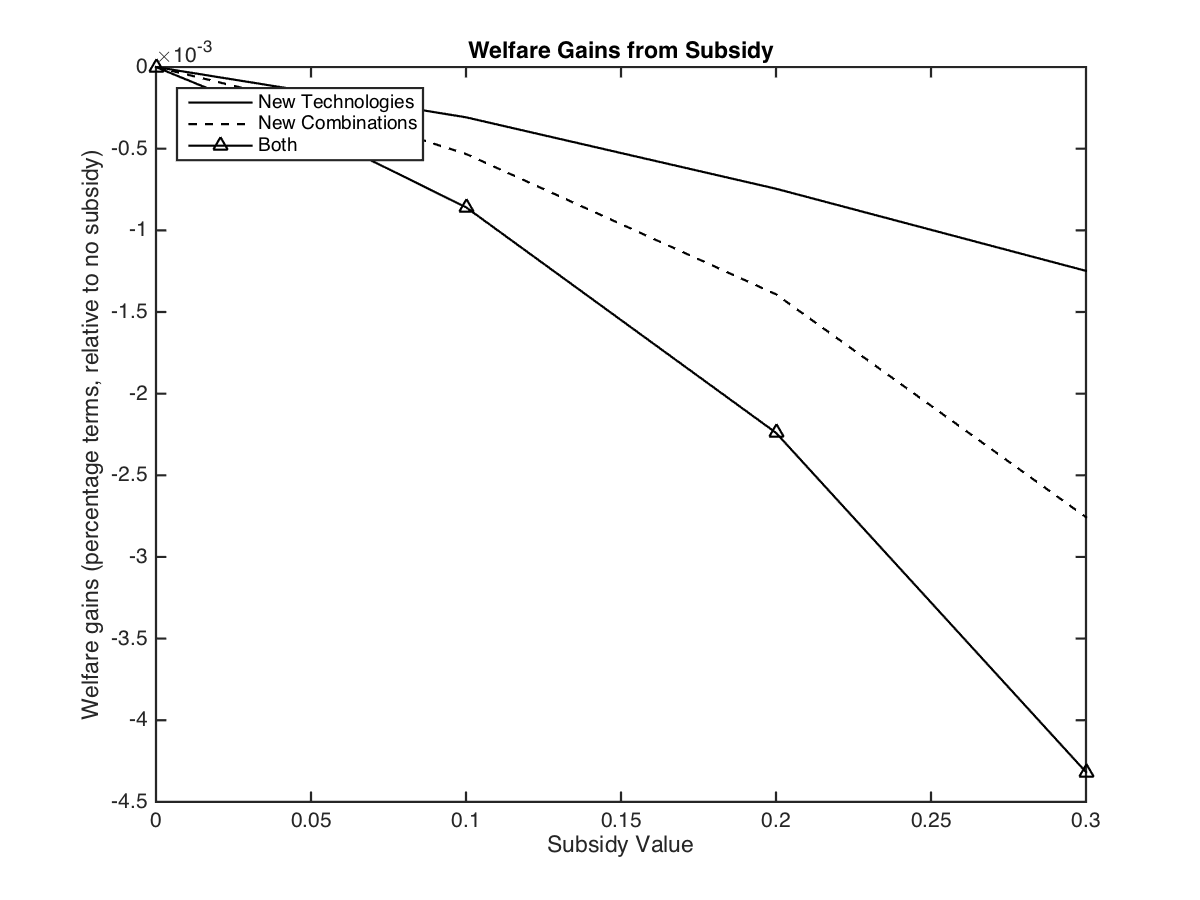 Welfare Gains from Subsidy
×10-3
0
-0.5
-1
-1.5
-2
-2.5
-3
-3.5
-4
-4.5
Welfare gains (percentage terms, relative to no subsidy)
New Technologies
New Combinations
Both
0 0.05 0.1 0.15 0.2 0.25 0.3
Subsidy Value